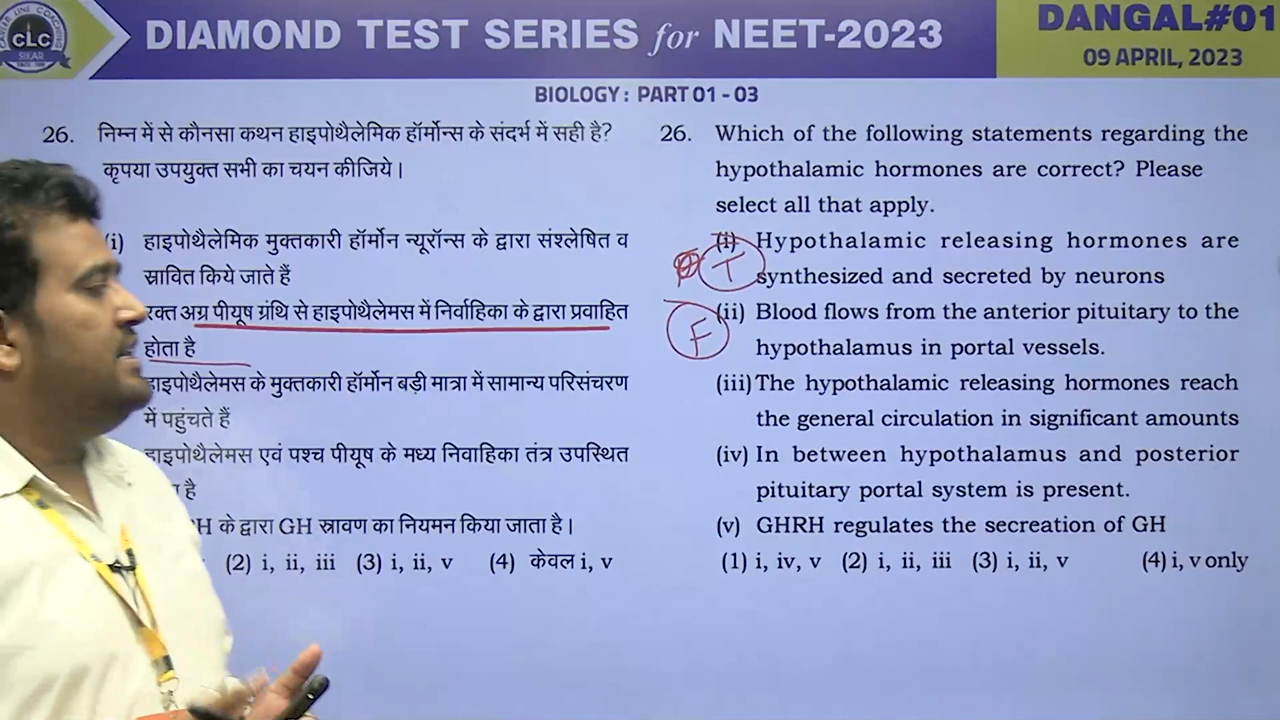 CLC
SIKAR
DIAMOND TEST SERIES for NEET-2023
DANGAL#01
09 APRIL, 2023
BIOLOGY : PART 01 - 03
26. निम्न में से कौनसा कथन हाइपोथैलेमिक हॉर्मोन्स के संदर्भ में सही है?
कृपया उपयुक्त सभी का चयन कीजिये।
(i) हाइपोथैलेमिक मुक्तकारी हॉर्मोन न्यूरॉन्स के द्वारा संश्लेषित व
स्रावित किये जाते हैं
रक्त अग्र पीयूष ग्रंथि से हाइपोथैलेमस में निर्वाहिका के द्वारा प्रवाहित
होता है
हाइपोथैलेमस के मुक्तकारी हॉर्मोन बड़ी मात्रा में सामान्य परिसंचरण
में पहुंचते हैं
हाइपोथैलेमस एवं पश्च पीयूष के मध्य निवाहिका तंत्र उपस्थित
है
के द्वारा GH स्रावण का नियमन किया जाता है।
(2) i, ii, iii (3) i, ii, v (4) केवल i, v
26. Which of the following statements regarding the
hypothalamic hormones are correct? Please
select all that apply.
(i) Hypothalamic releasing hormones are
T
synthesized and secreted by neurons
(ii) Blood flows from the anterior pituitary to the
F
hypothalamus in portal vessels.
(iii) The hypothalamic releasing hormones reach
the general circulation in significant amounts
(iv) In between hypothalamus and posterior
pituitary portal system is present.
(v) GHRH regulates the secreation of GH
(1) i, iv, v (2) i, ii, iii (3) i, ii, v (4) i, v only